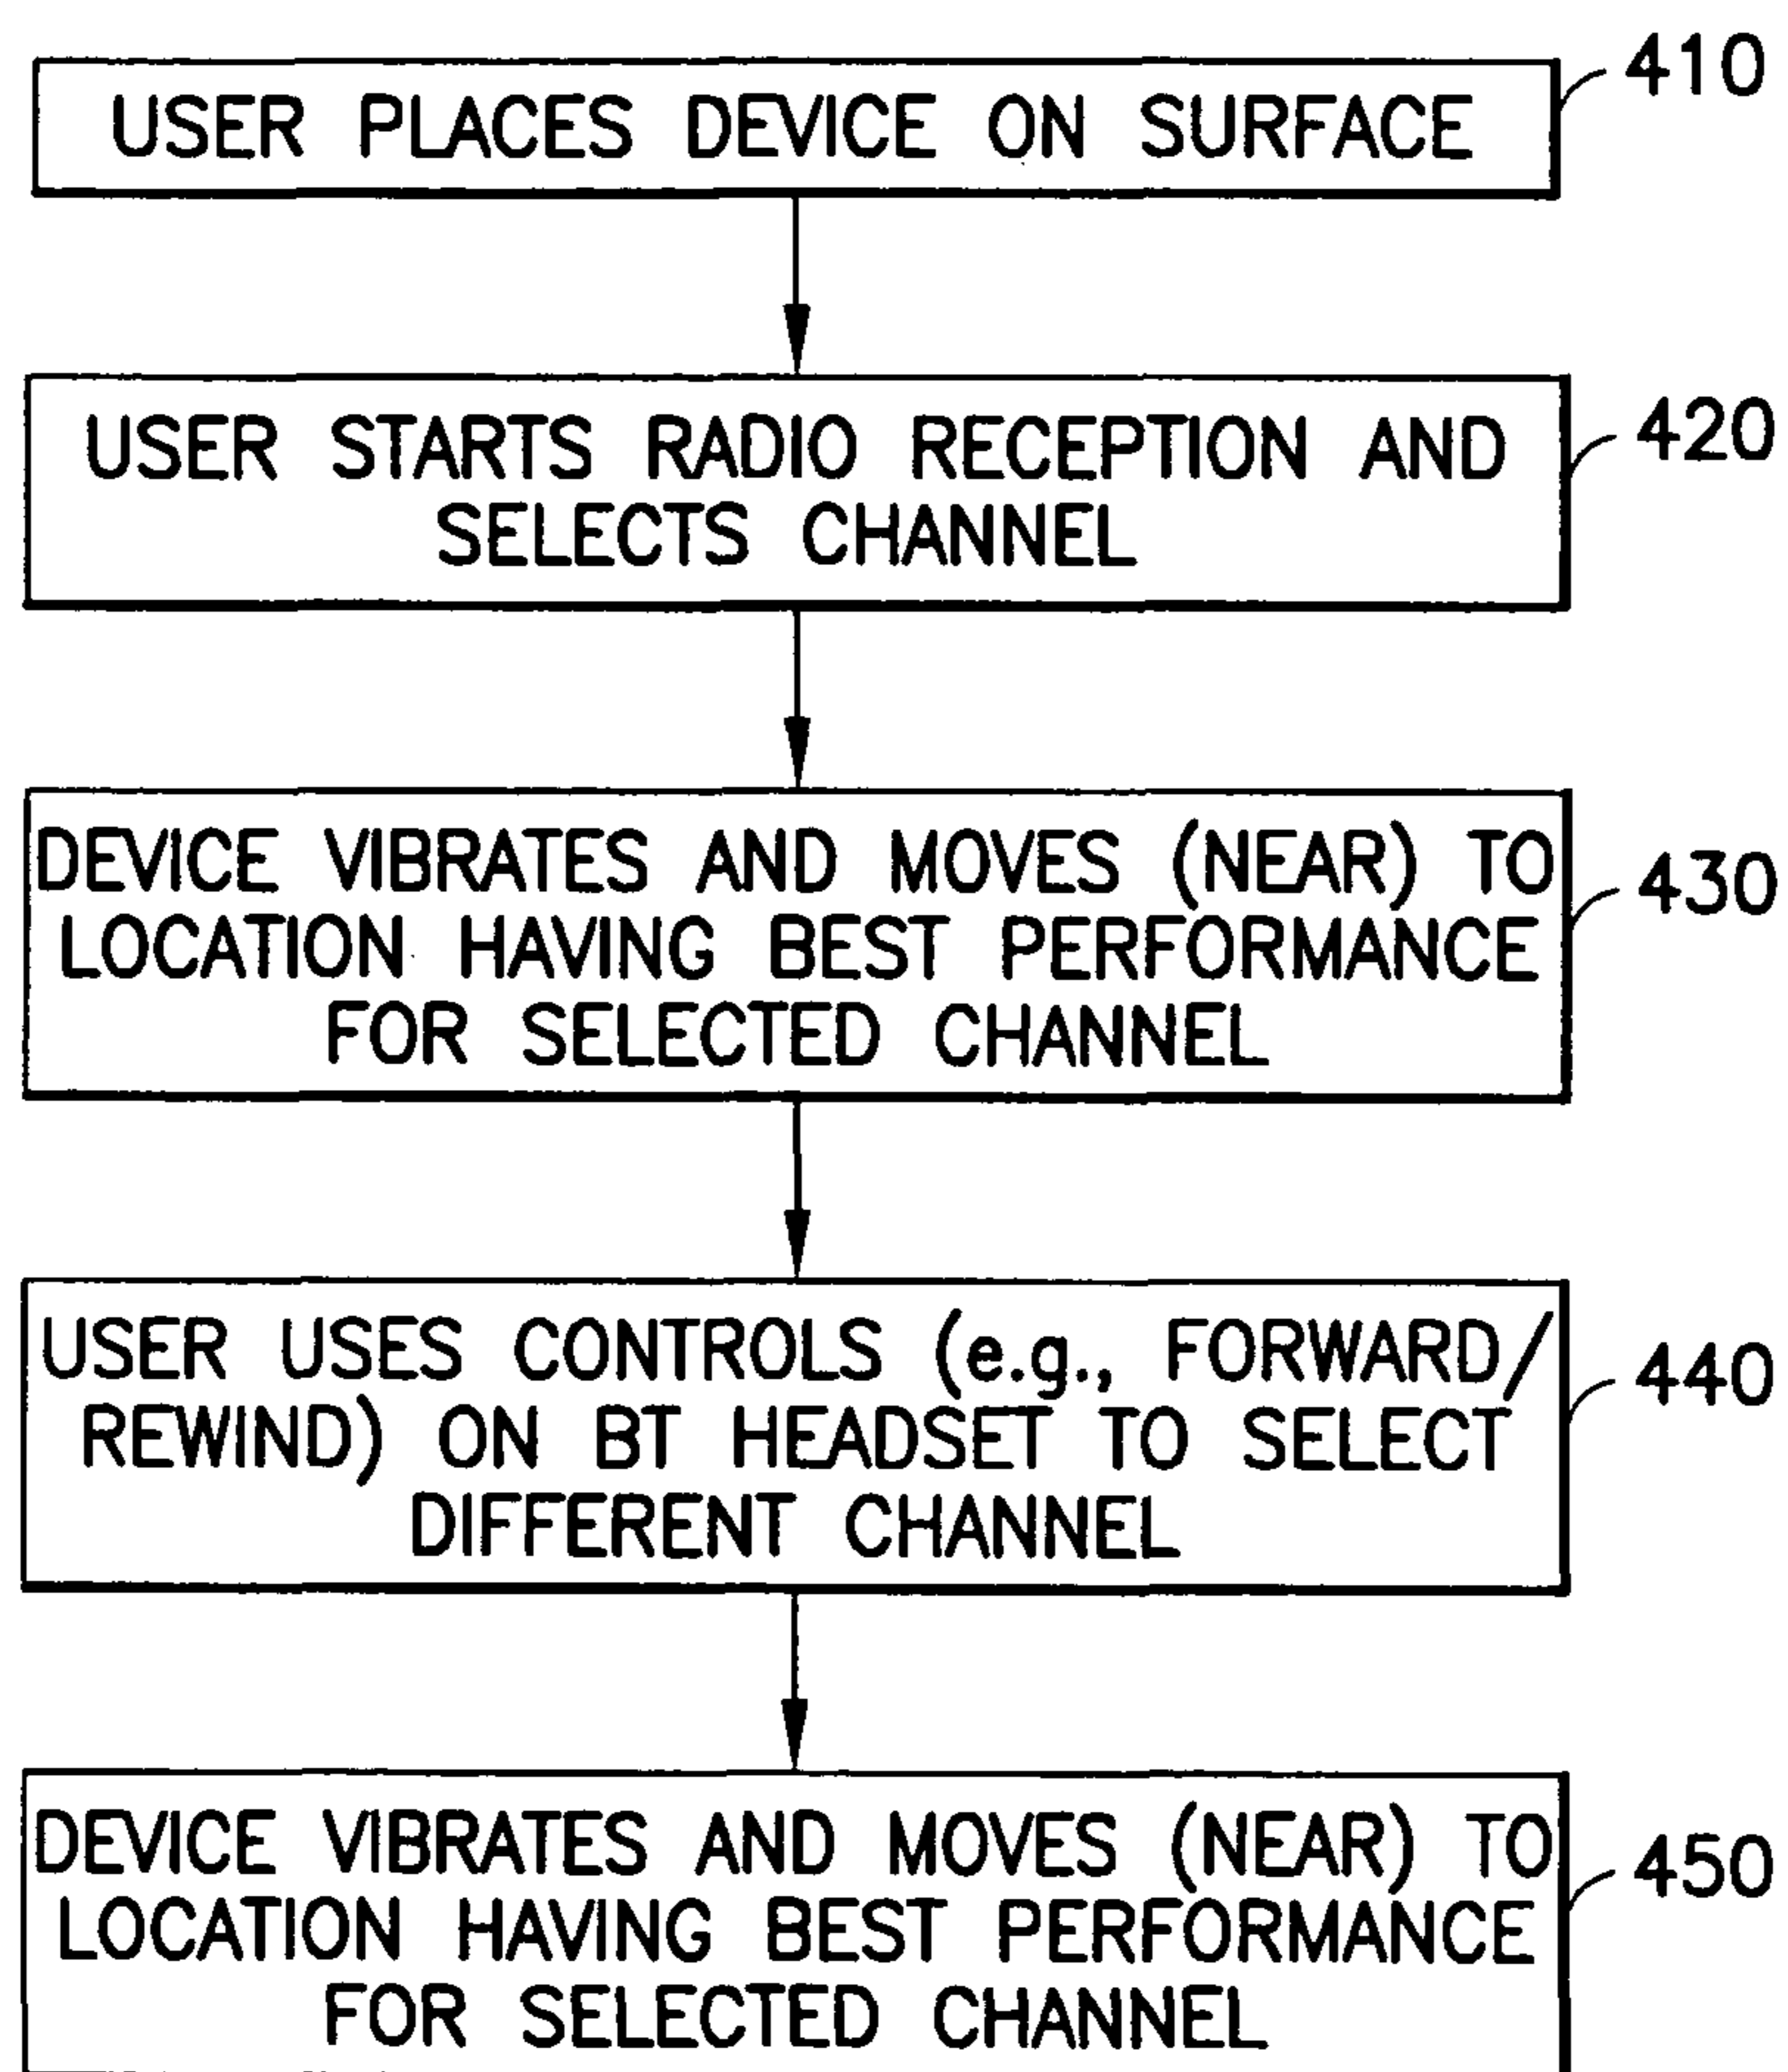 410
USER PLACES DEVICE ON SURFACE
420
USER STARTS RADIO RECEPTION AND
SELECTS CHANNEL
430
DEVICE VIBRATES AND MOVES (NEAR) TO
LOCATION HAVING BEST PERFORMANCE
FOR SELECTED CHANNEL
440
USER USES CONTROLS (e.g., FORWARD/
REWIND) ON BT HEADSET TO SELECT
DIFFERENT CHANNEL
450
DEVICE VIBRATES AND MOVES (NEAR) TO
LOCATION HAVING BEST PERFORMANCE
FOR SELECTED CHANNEL